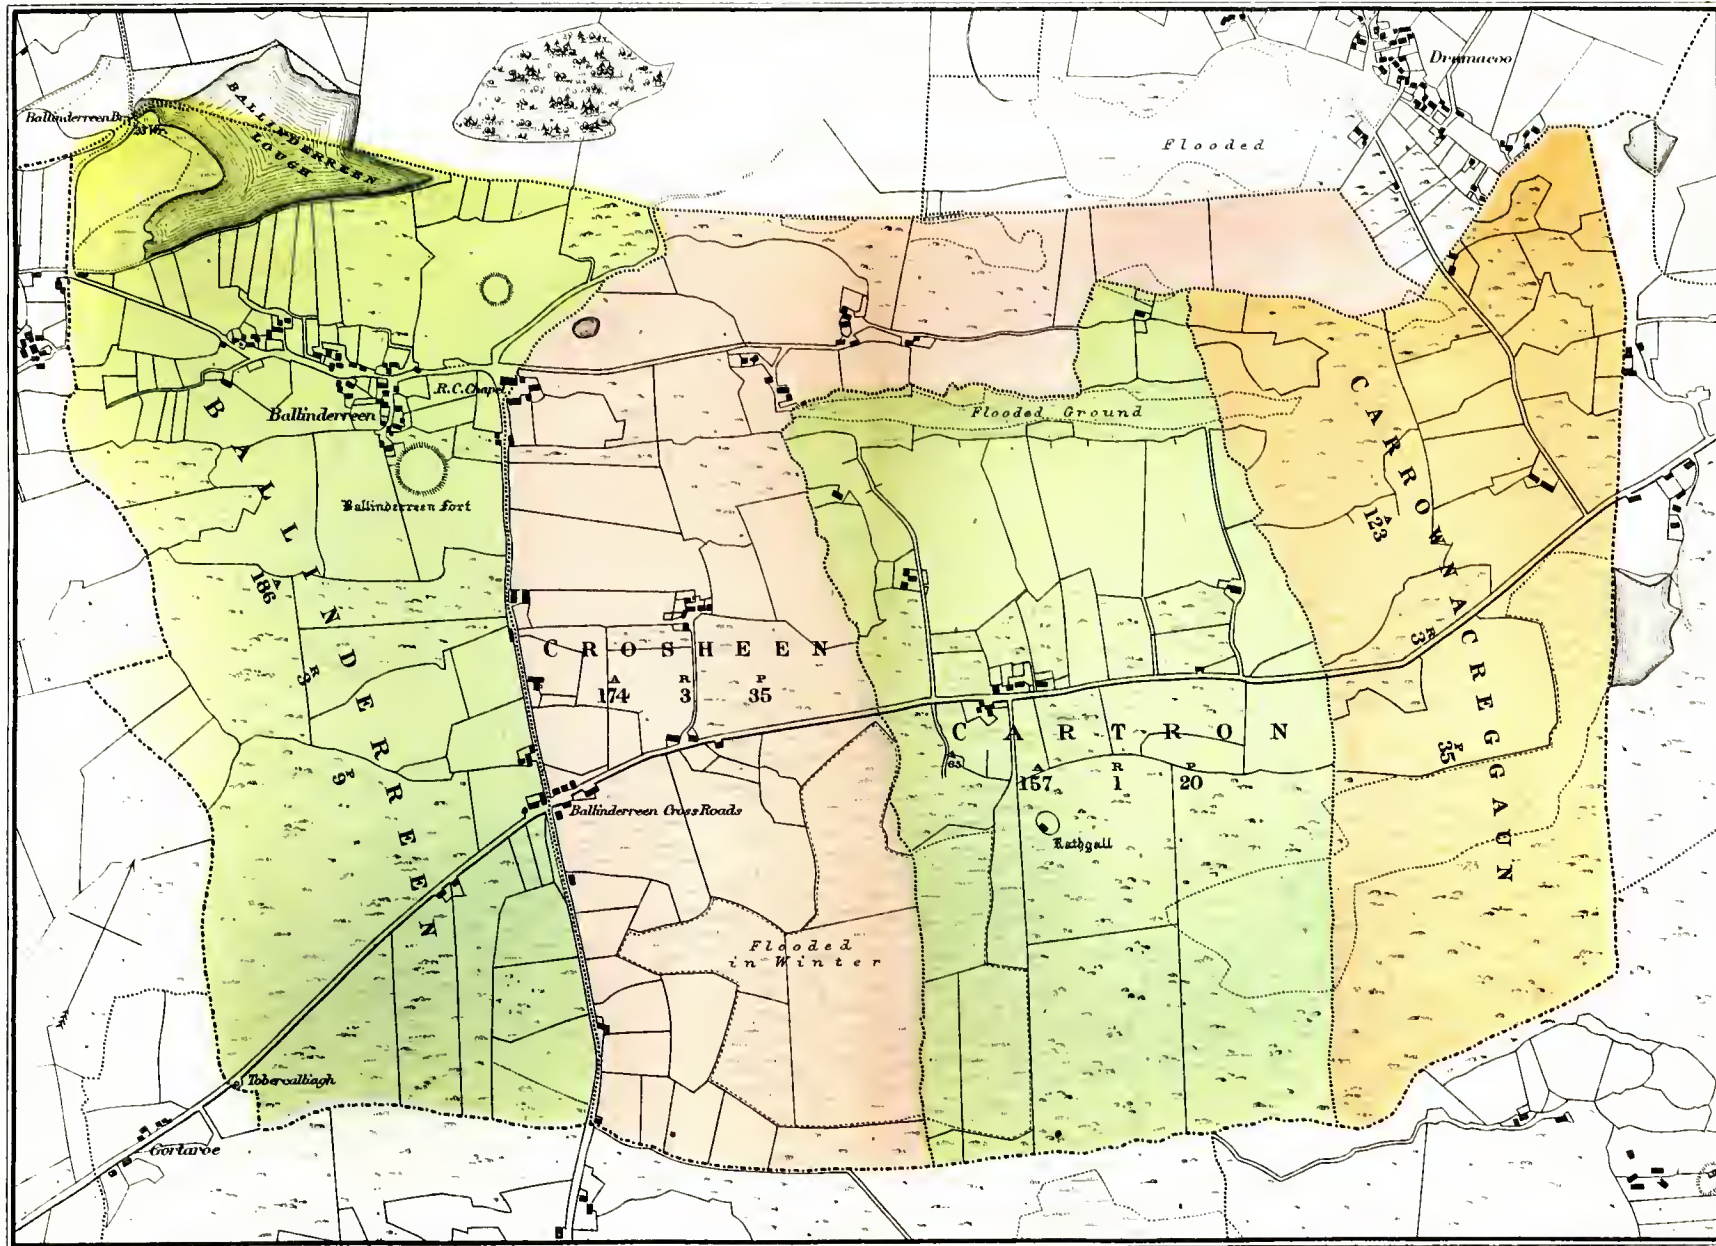 Drumacoo
BALLINDERREEN
LOUGH
Ballinderreen Br.
Flooded
R.C. Chapel
Ballinderreen
Flooded Ground
Ballinderreen Fort
BALLINDERREEN
A R P
186 3 9
CROSHEEN
A R P
174 3 35
CARTRON
A R P
157 1 20
CARROWNACREGGAUN
A R P
123 3 35
63
Rathgall
Ballinderreen Cross Roads
Flooded
in Winter
Tobercalliagh
Gortaroe